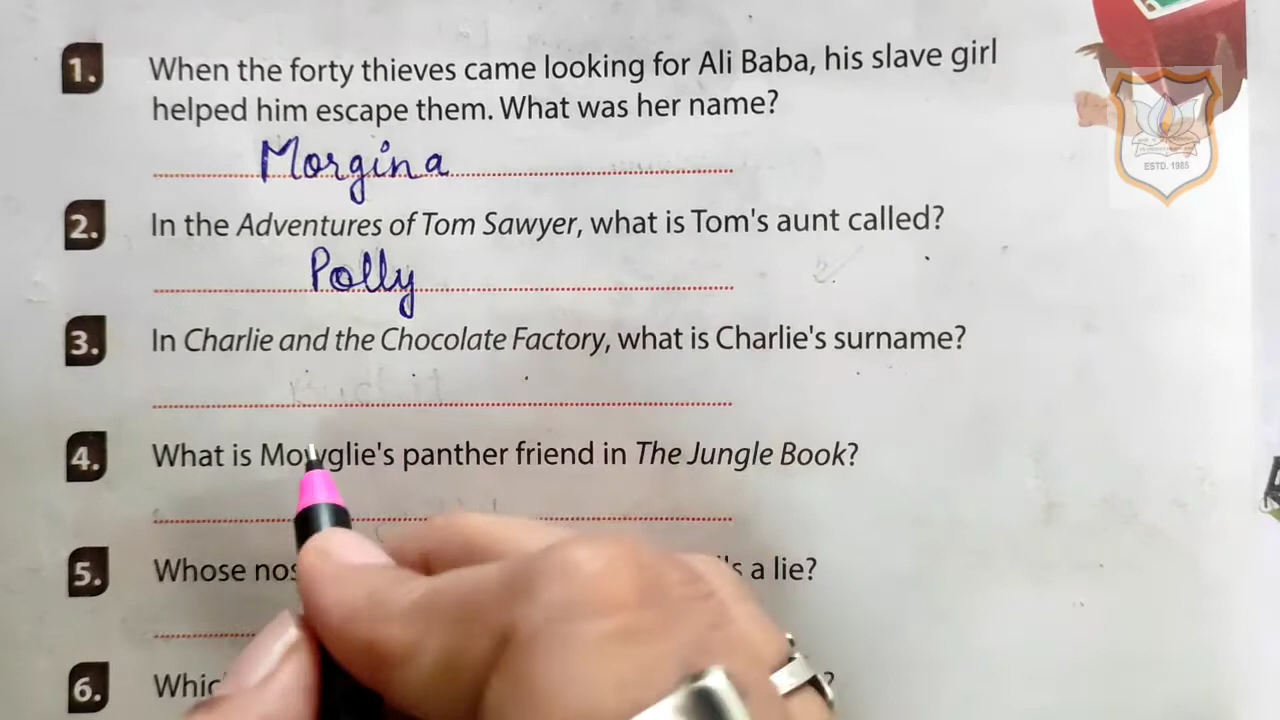 1. When the forty thieves came looking for Ali Baba, his slave girl
helped him escape them. What was her name?
Morgina
2. In the Adventures of Tom Sawyer, what is Tom's aunt called?
Polly
3. In Charlie and the Chocolate Factory, what is Charlie's surname?
4. What is Mowglie's panther friend in The Jungle Book?
5. Whose a lie?
6.
ESTD. 1985